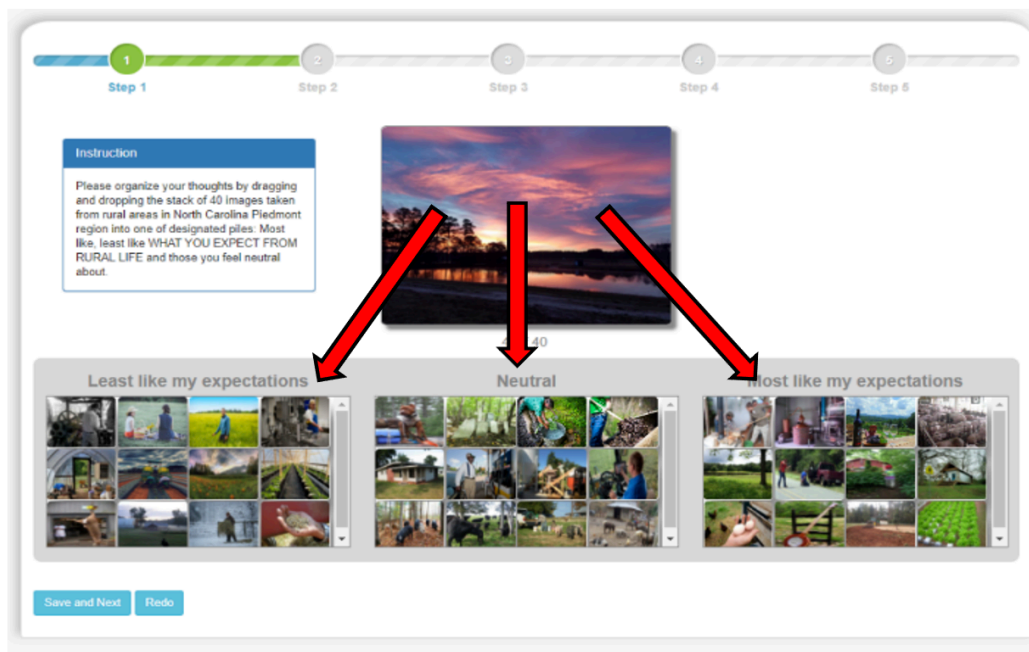 1
2
3
4
5
Step 1
Step 2
Step 3
Step 4
Step 5
Instruction
Please organize your thoughts by dragging
and dropping the stack of 40 images taken
from rural areas in North Carolina Piedmont
region into one of designated piles: Most
like, least like WHAT YOU EXPECT FROM
RURAL LIFE and those you feel neutral
about.
40
Least like my expectations
Neutral
Most like my expectations
Save and Next
Redo